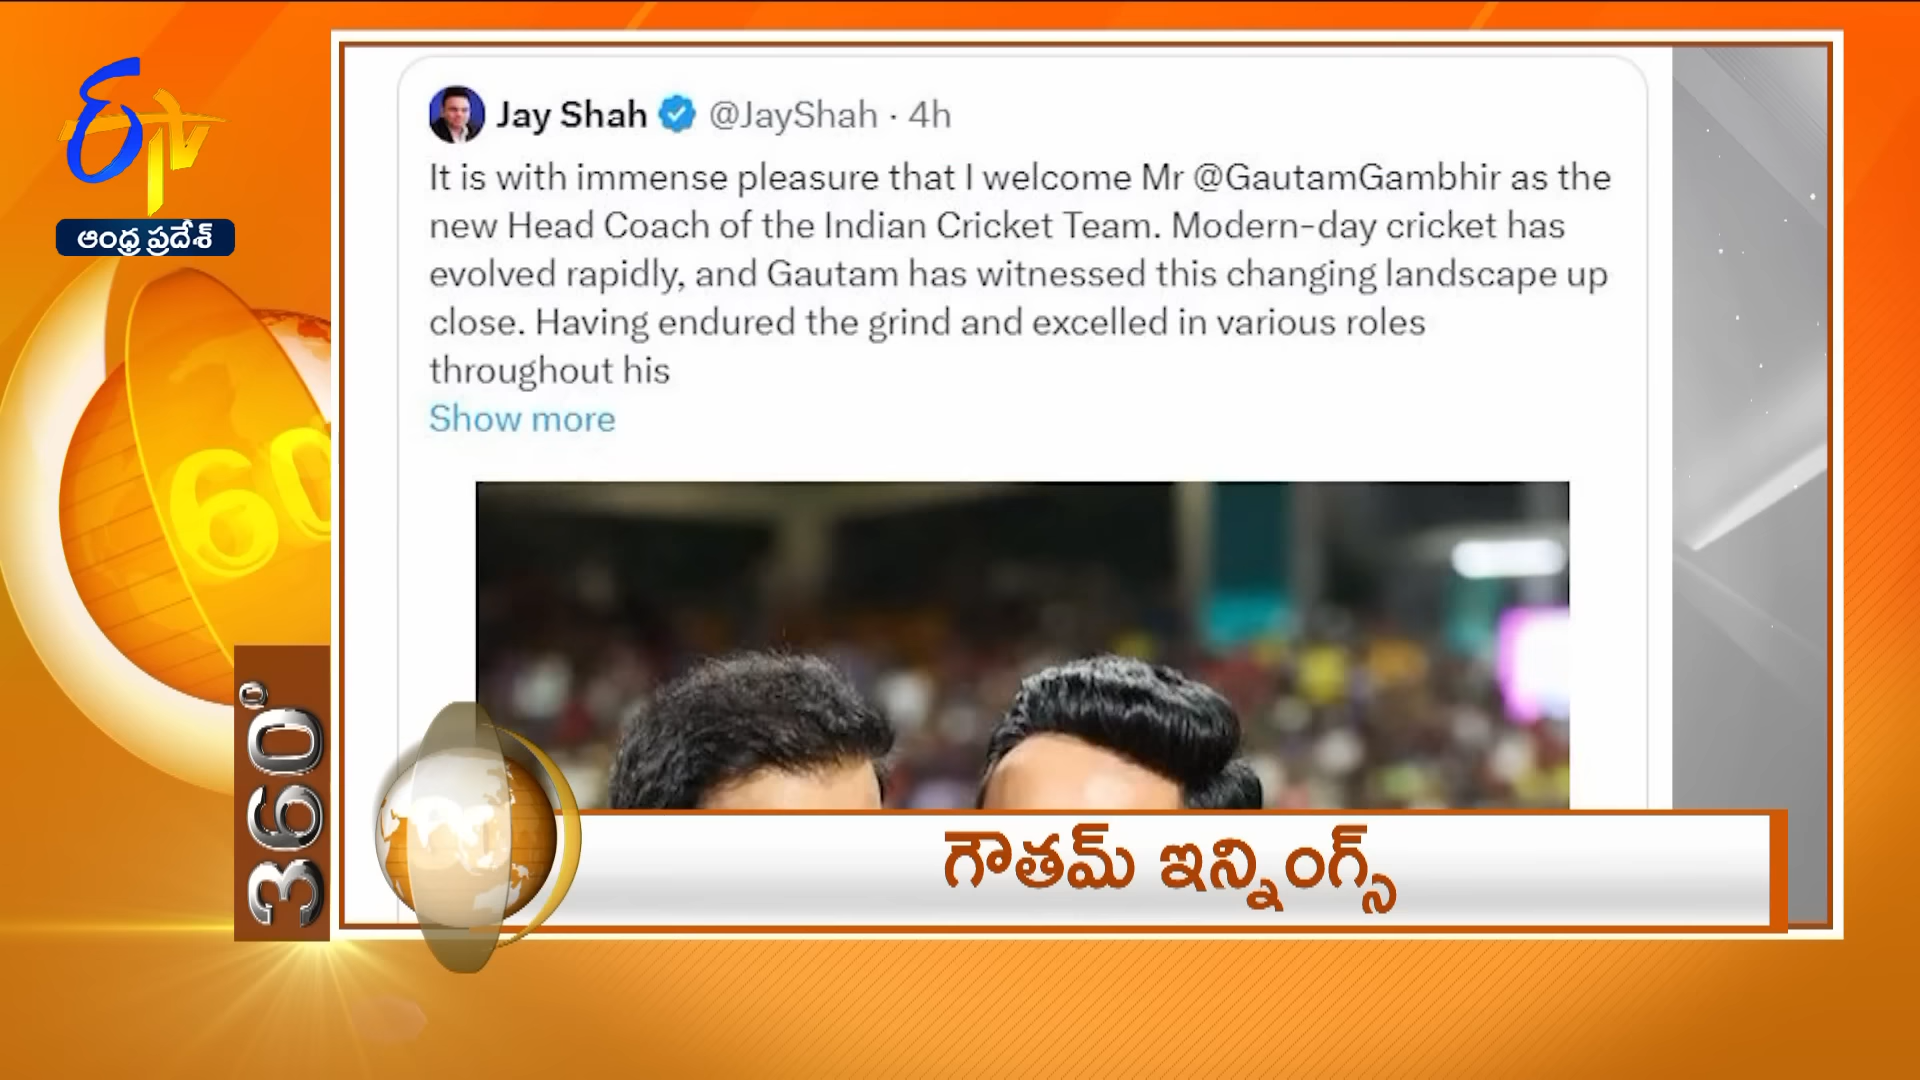 ఈtv
ఆంధ్ర ప్రదేశ్
Jay Shah @JayShah · 4h
It is with immense pleasure that I welcome Mr @GautamGambhir as the
new Head Coach of the Indian Cricket Team. Modern-day cricket has
evolved rapidly, and Gautam has witnessed this changing landscape up
close. Having endured the grind and excelled in various roles
throughout his
Show more
60
360°
గౌతమ్ ఇన్నింగ్స్